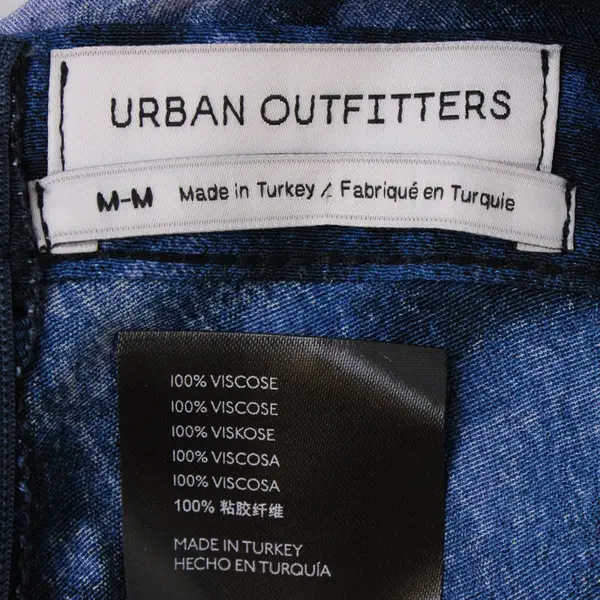 URBAN OUTFITTERS
M-M Made in Turkey / Fabriqué en Turquie
100% VISCOSE
100% VISCOSE
100% VISKOSE
100% VISCOSA
100% VISCOSA
100% 粘胶纤维
MADE IN TURKEY
HECHO EN TURQUÍA